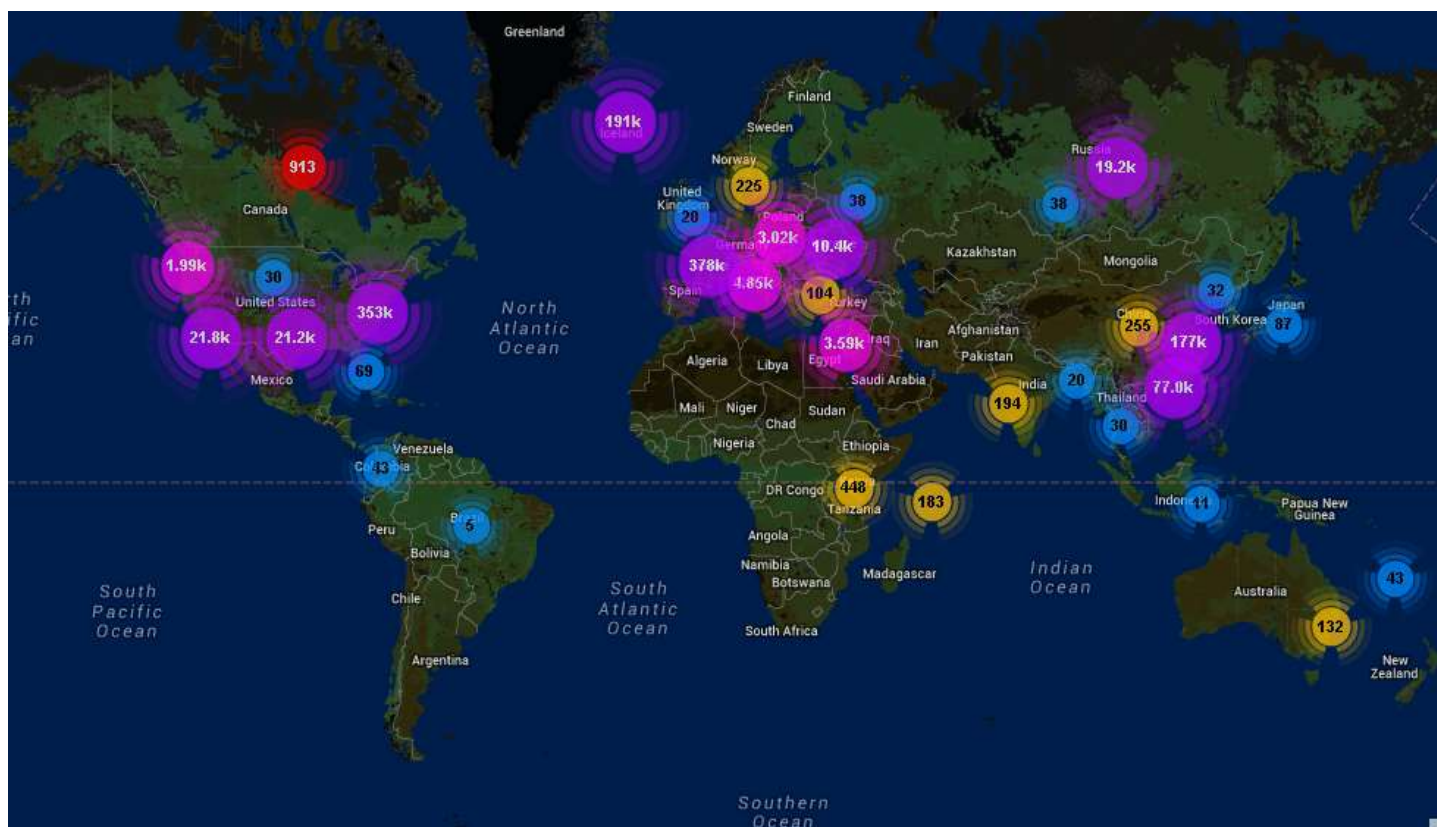 Greenland
Finland
191k
Iceland
Sweden
Norway
Russia
19.2k
913
225
United
Kingdom
20
38
38
Canada
Poland
3.02k
10.4k
Kazakhstan
Mongolia
1.99k
30
378k
4.85k
104
Turkey
Spain
32
Japan
87
United States
353k
North
Atlantic
Ocean
China
255
South Korea
21.8k
21.2k
3.59k
Iraq
Iran
Afghanistan
Pakistan
177k
Mexico
69
Algeria
Libya
Egypt
Saudi Arabia
India
20
77.0k
Thailand
194
30
Mali
Niger
Chad
Sudan
Nigeria
Ethiopia
Venezuela
43
DR Congo
448
Tanzania
183
11
Papua New
Guinea
Peru
5
Brazil
Bolivia
Angola
Namibia
Botswana
Madagascar
Indian
Ocean
Australia
43
132
South
Pacific
Ocean
Chile
South
Atlantic
Ocean
South Africa
Argentina
New
Zealand
Southern
Ocean